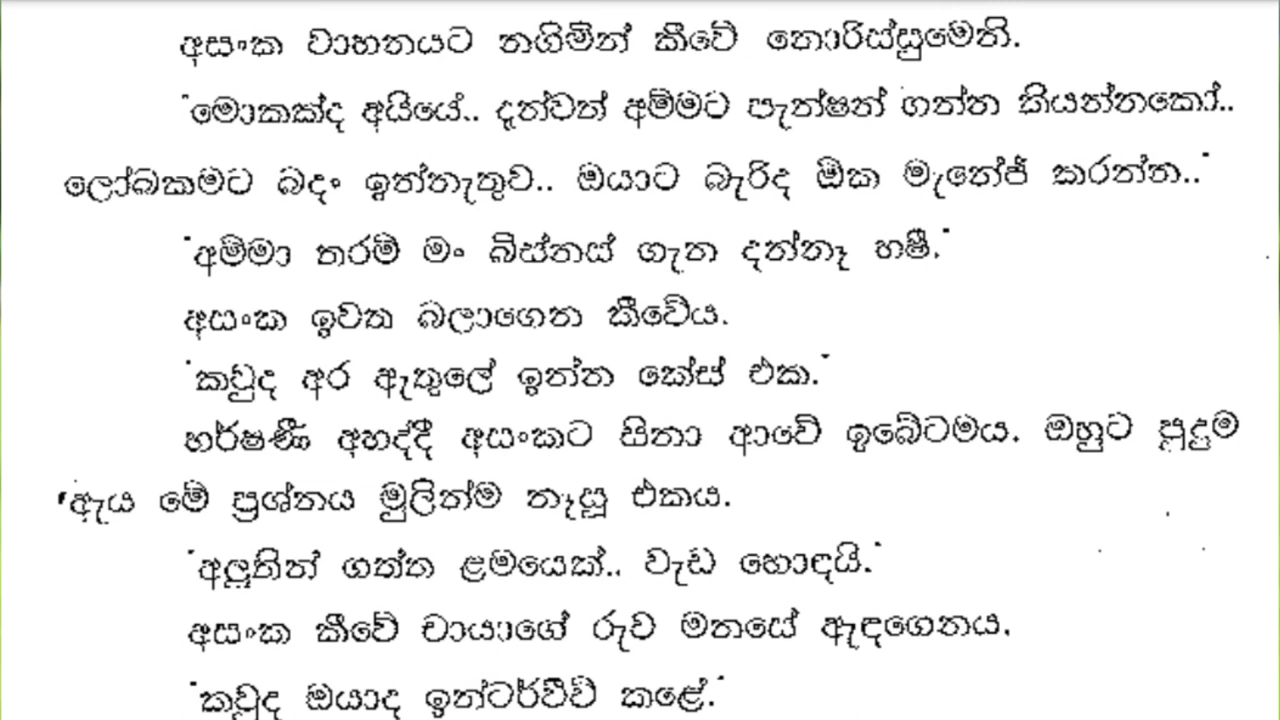 අසංක වාහනයට නගිමින් කීවේ නොරිස්සුමෙනි.
"මොකක්ද අයියේ.. දැන්වත් අම්මට පැන්ෂන් ගන්න කියන්නකෝ..
ලෝබකමට බදං ඉන්නැතුව.. ඔයාට බැරිද ඕක මැනේජ් කරන්න.."
"අම්මා තරම් මං බිස්නස් ගැන දන්නෑ හෂී."
අසංක ඉවත බලාගෙන කීවේය.
"කවුද අර ඇතුලේ ඉන්න කේස් එක."
හර්ෂණී අහද්දී අසංකට සිනා ආවේ ඉබේටමය. ඔහුට පුදුම
ඇය මේ ප්‍රශ්නය මුලින්ම නෑසූ එකය.
"අලුතින් ගත්ත ළමයෙක්.. වැඩ හොඳයි."
අසංක කීවේ චායාගේ රුව මනසේ ඇඳගෙනය.
"කවුද ඔයාද ඉන්ටර්වීව් කළේ."